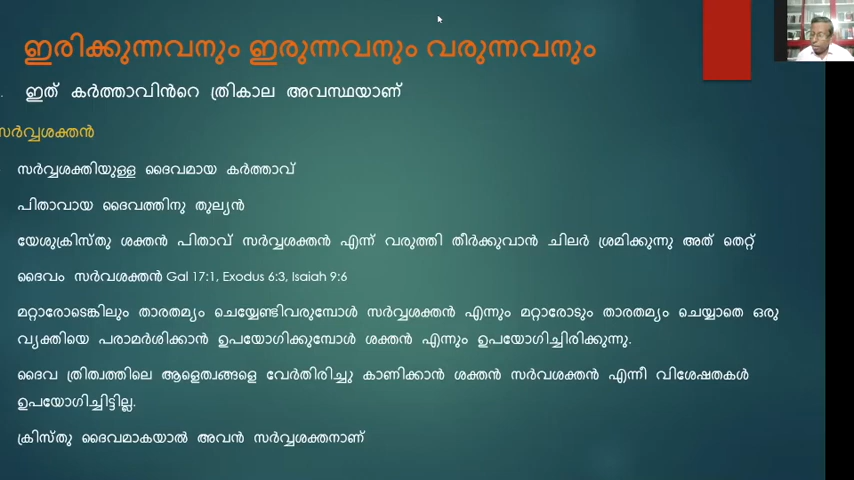 ഇരിക്കുന്നവനും ഇരുന്നവനും വരുന്നവനും
ഇത് കർത്താവിൻറെ ത്രികാല അവസ്ഥയാണ്
സർവ്വശക്തൻ
സർവ്വശക്തിയുള്ള ദൈവമായ കർത്താവ്
പിതാവായ ദൈവത്തിനു തുല്യൻ
യേശുക്രിസ്തു ശക്തൻ പിതാവ് സർവ്വശക്തൻ എന്ന് വരുത്തി തീർക്കുവാൻ ചിലർ ശ്രമിക്കുന്നു അത് തെറ്റ്
ദൈവം സർവശക്തൻ Gal 17:1, Exodus 6:3, Isaiah 9:6
മറ്റാരോടെങ്കിലും താരതമ്യം ചെയ്യേണ്ടിവരുമ്പോൾ സർവ്വശക്തൻ എന്നും മറ്റാരോടും താരതമ്യം ചെയ്യാതെ ഒരു
വ്യക്തിയെ പരാമർശിക്കാൻ ഉപയോഗിക്കുമ്പോൾ ശക്തൻ എന്നും ഉപയോഗിച്ചിരിക്കുന്നു.
ദൈവ ത്രിത്വത്തിലെ ആളെത്വങ്ങളെ വേർതിരിച്ചു കാണിക്കാൻ ശക്തൻ സർവശക്തൻ എന്നീ വിശേഷതകൾ
ഉപയോഗിച്ചിട്ടില്ല.
ക്രിസ്തു ദൈവമാകയാൽ അവൻ സർവ്വശക്തനാണ്